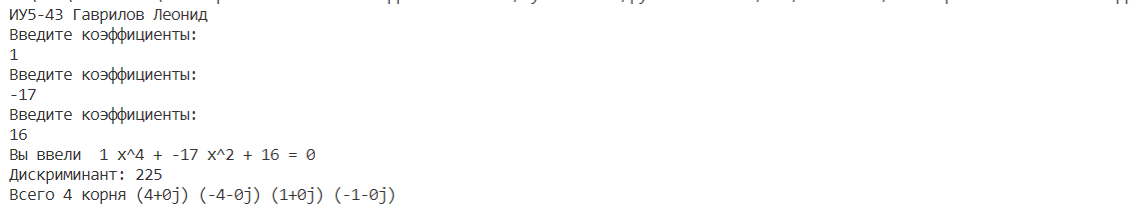 ИУ5-43 Гаврилов Леонид
Введите коэффициенты:
1
Введите коэффициенты:
-17
Введите коэффициенты:
16
Вы ввели  1 x^4 + -17 x^2 + 16 = 0
Дискриминант: 225
Всего 4 корня (4+0j) (-4-0j) (1+0j) (-1-0j)